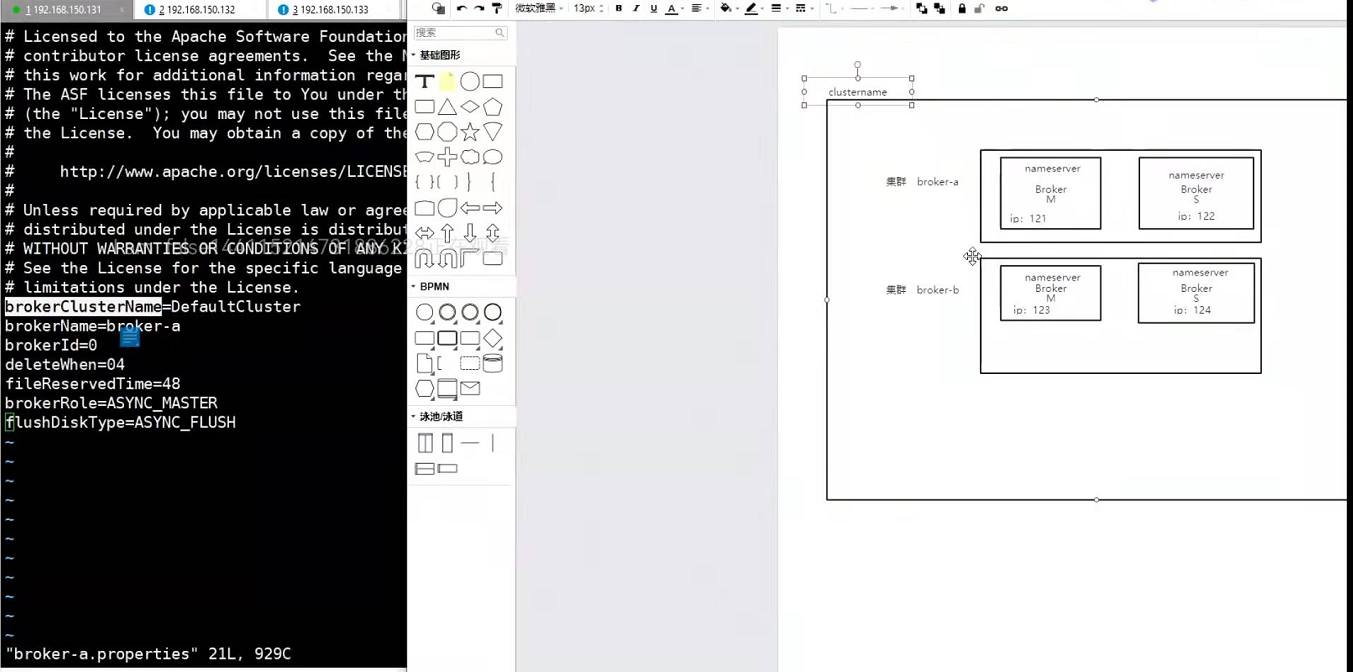 1 192.168.150.131
2 192.168.150.132
3 192.168.150.133
微软雅黑
13px
B
I
U
A
# Licensed to the Apache Software Foundation
# contributor license agreements.  See the
# this work for additional information regar
# The ASF licenses this file to You under th
# (the "License"); you may not use this file
# the License.  You may obtain a copy of the
#
#     http://www.apache.org/licenses/LICENSE
#
# Unless required by applicable law or agree
# distributed under the License is distribut
# WITHOUT WARRANTIES OR CONDITIONS OF ANY K
# See the License for the specific language
# limitations under the License.
brokerClusterName=DefaultCluster
brokerName=broker-a
brokerId=0
deleteWhen=04
fileReservedTime=48
brokerRole=ASYNC_MASTER
flushDiskType=ASYNC_FLUSH
~
~
~
~
~
~
~
~
~
~
~
"broker-a.properties" 21L, 929C
搜索
基础图形
T
BPMN
泳池/泳道
clustername
集群 broker-a
nameserver
Broker
M
ip: 121
nameserver
Broker
S
ip: 122
集群 broker-b
nameserver
Broker
M
ip: 123
nameserver
Broker
S
ip: 124